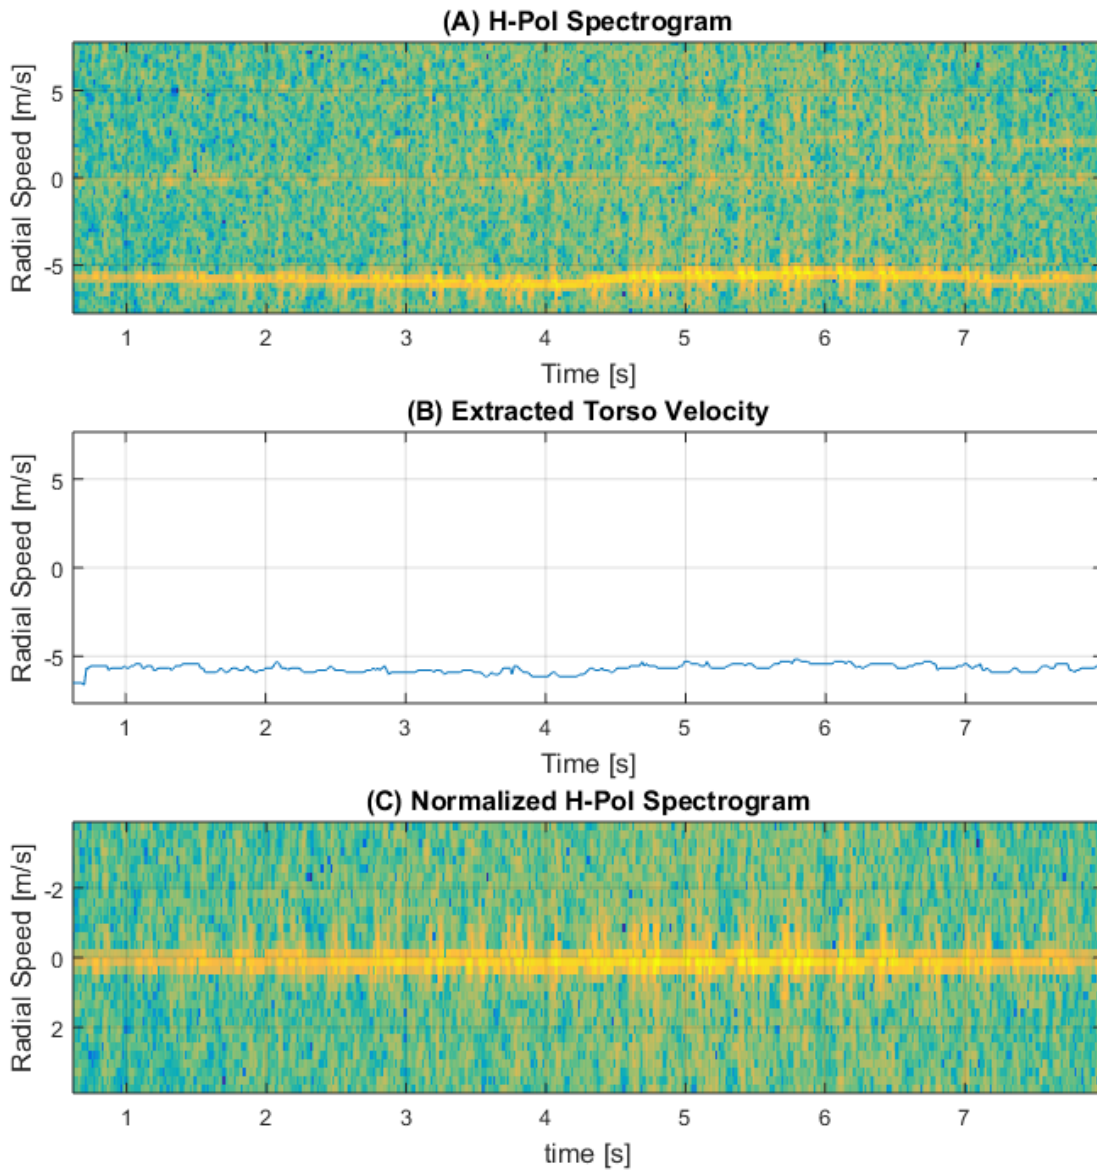 (A) H-Pol Spectrogram
Radial Speed [m/s]
5
0
-5
1 2 3 4 5 6 7
Time [s]
(B) Extracted Torso Velocity
Radial Speed [m/s]
5
0
-5
1 2 3 4 5 6 7
Time [s]
(C) Normalized H-Pol Spectrogram
Radial Speed [m/s]
-2
0
2
1 2 3 4 5 6 7
time [s]